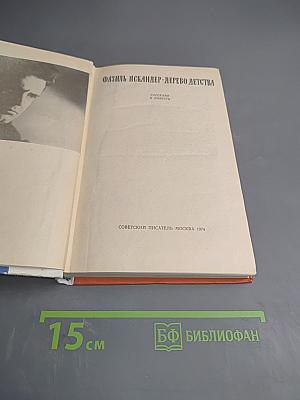 ФАЗИЛЬ ИСКАНДЕР · ДЕРЕВО ДЕТСТВА
РАССКАЗЫ
И ПОВЕСТЬ
СОВЕТСКИЙ ПИСАТЕЛЬ МОСКВА 1974
15 см
БФ БИБЛИОФАН